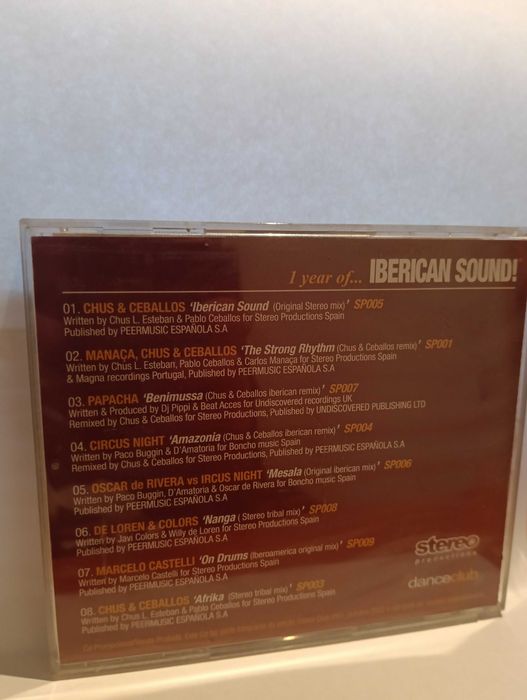 1 year of... IBERICAN SOUND!
01. CHUS & CEBALLOS 'Iberican Sound (Original Stereo mix)' SP005
Written by Chus L. Esteban & Pablo Ceballos for Stereo Productions Spain
Published by PEERMUSIC ESPAÑOLA S.A
02. MANAÇA, CHUS & CEBALLOS 'The Strong Rhythm (Chus & Ceballos remix)' SP001
Written by Chus L. Esteban, Pablo Ceballos & Carlos Manaça for Stereo Productions Spain
& Magna recordings Portugal, Published by PEERMUSIC ESPAÑOLA S.A
03. PAPACHA 'Benimussa (Chus & Ceballos iberican remix)' SP007
Written & Produced by Dj Pippi & Beat Acces for Undiscovered recordings UK
Remixed by Chus & Ceballos for Stereo Productions, Published by UNDISCOVERED PUBLISHING LTD
04. CIRCUS NIGHT 'Amazonia (Chus & Ceballos iberican remix)' SP004
Written by Paco Buggin & D'Amatoria for Boncho music Spain
Remixed by Chus & Ceballos for Stereo Productions, Published by PEERMUSIC ESPAÑOLA S.A
05. OSCAR de RIVERA vs IRCUS NIGHT 'Mesala (Original iberican mix)' SP006
Written by Paco Buggin, D'Amatoria & Oscar de Rivera for Boncho music Spain
Published by PEERMUSIC ESPAÑOLA S.A
06. DE LOREN & COLORS 'Nanga ( Stereo tribal mix)' SP008
Written by Javi Colors & Willy de Loren for Stereo Productions Spain
Published by PEERMUSIC ESPAÑOLA S.A
07. MARCELO CASTELLI 'On Drums (Iberoamerica original mix)' SP009
Written by Marcelo Castelli for Stereo Productions Spain
Published by PEERMUSIC ESPAÑOLA S.A
08. CHUS & CEBALLOS 'Afrika (Stereo tribal mix)' SP003
Written by Chus L. Esteban & Pablo Ceballos for Stereo Productions Spain
Published by PEERMUSIC ESPAÑOLA S.A
stereo
productions
danceclub